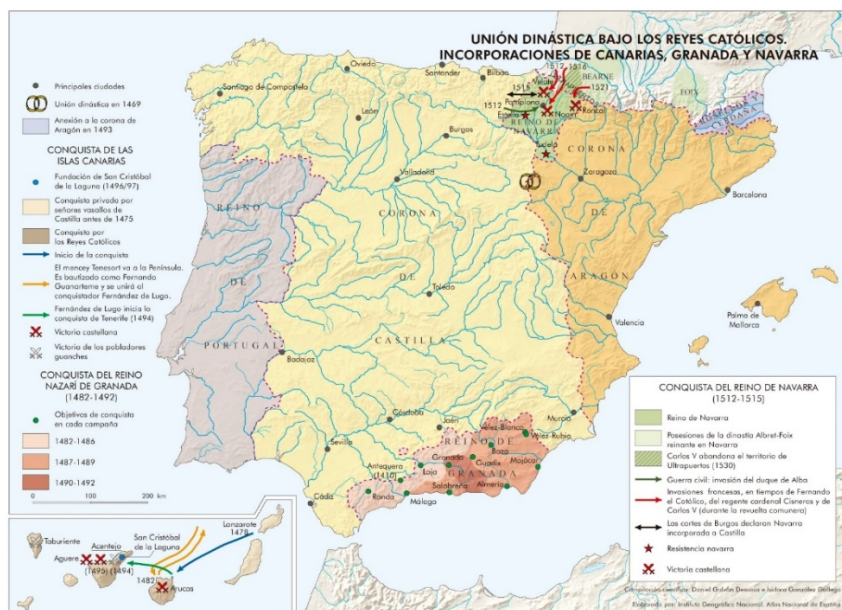 UNIÓN DINÁSTICA BAJO LOS REYES CATÓLICOS.
INCORPORACIONES DE CANARIAS, GRANADA Y NAVARRA
Principales ciudades
Unión dinástica en 1469
Anexión a la corona de
Aragón en 1493
CONQUISTA DE LAS
ISLAS CANARIAS
Fundación de San Cristóbal
de la Laguna (1496/97)
Conquista privada por
señores vasallos de
Castilla antes de 1475
Conquista por
los Reyes Católicos
Inicio de la conquista
El mencey Tenesort va a la Península.
Es bautizado como Fernando
Guanarteme y se unirá al
conquistador Fernández de Lugo.
Fernández de Lugo inicia la
conquista de Tenerife (1494)
Victoria castellana
Victoria de los pobladores
guanches
CONQUISTA DEL REINO
NAZARÍ DE GRANADA
(1482-1492)
Objetivos de conquista
en cada campaña
1482-1486
1487-1489
1490-1492
0 100 200 km
Santiago de Compostela
Oviedo
Santander
Bilbao
León
Burgos
Valladolid
CORONA
DE
CASTILLA
Toledo
Badajoz
REINO
DE
PORTUGAL
1512 1516
BEARNE
1521
FOIX
Velate
1515
Pamplona
1512
Estella
Noain
Roncal
REINO DE
NAVARRA
Tudela
CORONA
DE
ARAGÓN
Zaragoza
Barcelona
Valencia
Palma de
Mallorca
Córdoba
Jaén
Murcia
Sevilla
Cádiz
REINO DE
GRANADA
Vélez-Blanco
Vélez-Rubio
Baza
Granada
Guadix
Mojácar
Antequera
(1410)
Loja
Ronda
Málaga
Salobreña
Almería
CONQUISTA DEL REINO DE NAVARRA
(1512-1515)
Reino de Navarra
Posesiones de la dinastía Albret-Foix
reinante en Navarra
Carlos V abandona el territorio de
Ultrapuertos (1530)
Guerra civil: invasión del duque de Alba
Invasiones francesas, en tiempos de Fernando
el Católico, del regente cardenal Cisneros y de
de Carlos V (durante la revuelta comunera)
Las cortes de Burgos declaran Navarra
incorporada a Castilla
Resistencia navarra
Victoria castellana
Taburiente
Aguere
Acentejo
(1495) (1494)
San Cristóbal
de la Laguna
Lanzarote
1478
1482
Arucas